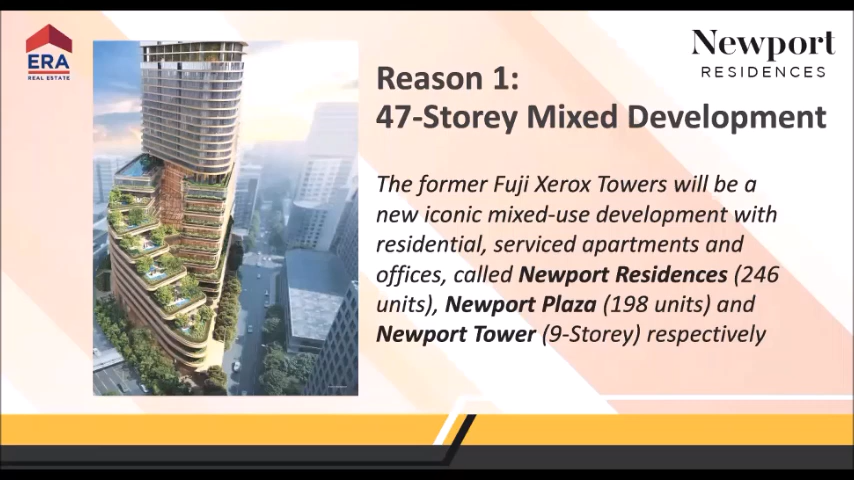 ERA
REAL ESTATE
Newport
RESIDENCES
Reason 1:
47-Storey Mixed Development
The former Fuji Xerox Towers will be a
new iconic mixed-use development with
residential, serviced apartments and
offices, called Newport Residences (246
units), Newport Plaza (198 units) and
Newport Tower (9-Storey) respectively